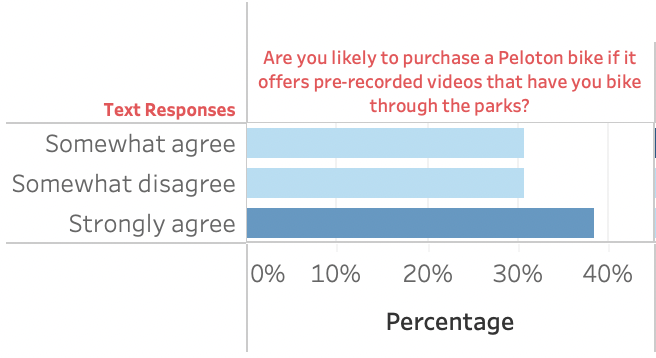 Are you likely to purchase a Peloton bike if it
offers pre-recorded videos that have you bike
through the parks?
Text Responses
Somewhat agree
Somewhat disagree
Strongly agree
0% 10% 20% 30% 40%
Percentage